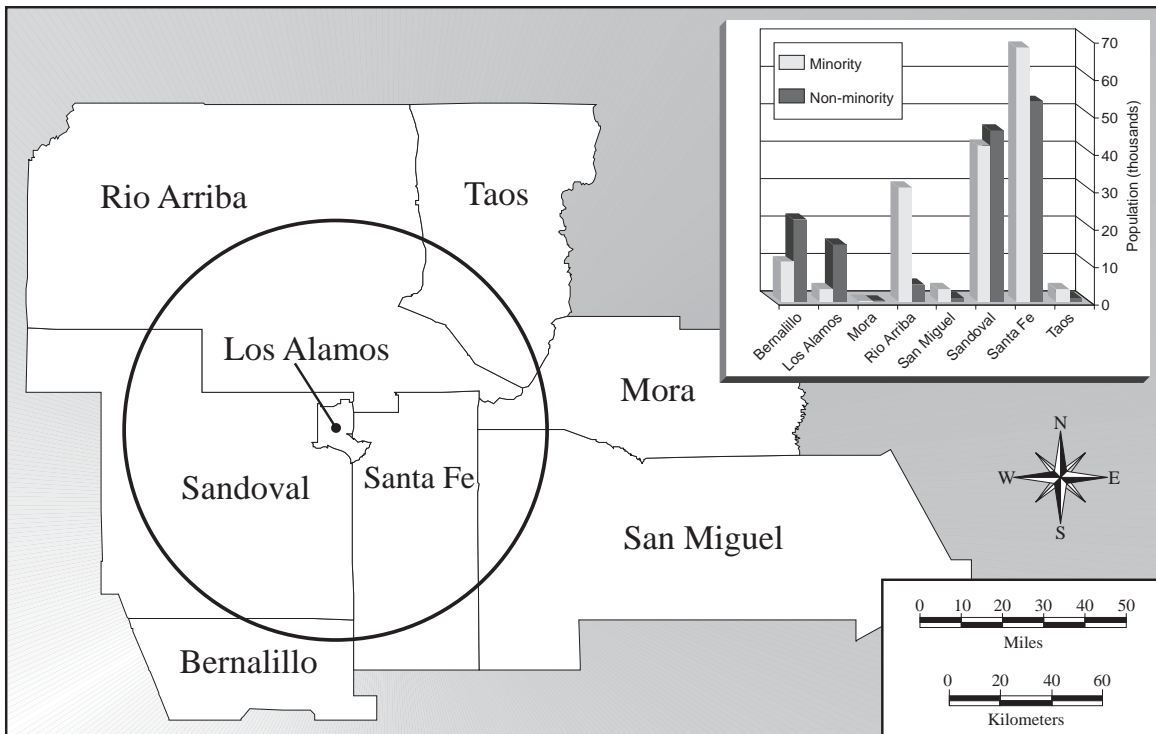 Minority
Non-minority
70
60
50
40
30
20
10
0
Population (thousands)
Bernalillo
Los Alamos
Mora
Rio Arriba
San Miguel
Sandoval
Santa Fe
Taos
Rio Arriba
Taos
Los Alamos
Mora
Sandoval
Santa Fe
San Miguel
Bernalillo
N
W E
S
0 10 20 30 40 50
Miles
0 20 40 60
Kilometers